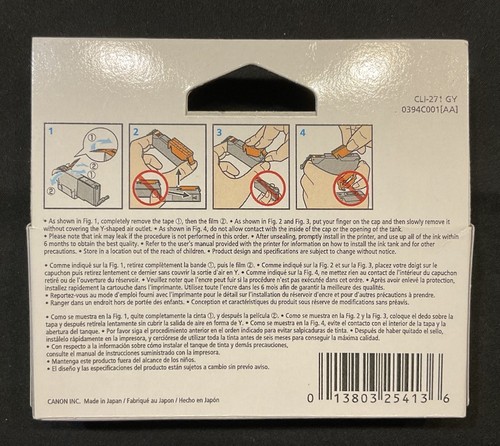 CLI-271 GY
0394C001[AA]
1 2 3 4
① ② ① ②
• As shown in Fig. 1, completely remove the tape ①, then the film ②. • As shown in Fig. 2 and Fig. 3, put your finger on the cap and then slowly remove it
without covering the Y-shaped air outlet. • As shown in Fig. 4, do not allow contact with the inside of the cap or the opening of the tank.
• Please note that ink may leak if the procedure is not performed in this order. • After unsealing, promptly install in the printer, and use up all of the ink within
6 months to obtain the best quality. • Refer to the user's manual provided with the printer for information on how to install the ink tank and for other
precautions. • Store in a location out of the reach of children. • Product design and specifications are subject to change without notice.
• Comme indiqué sur la Fig. 1, retirez complètement la bande ①, puis le film ②. • Comme indiqué sur la Fig. 2 et sur la Fig. 3, placez votre doigt sur le
capuchon puis retirez lentement ce dernier sans couvrir la sortie d'air en Y. • Comme indiqué sur la Fig. 4, ne mettez rien au contact de l'intérieur du capuchon
retiré ou de l'ouverture du réservoir. • Veuillez noter que l'encre peut fuir si la procédure n'est pas exécutée dans cet ordre. • Après avoir enlevé la protection,
installez rapidement la cartouche dans l'imprimante. Utilisez toute l'encre dans les 6 mois afin de garantir la meilleure des qualités.
• Reportez-vous au mode d'emploi fourni avec l'imprimante pour le détail sur l'installation du réservoir d'encre et pour d'autres précautions à prendre.
• Ranger dans un endroit hors de portée des enfants. • Conception et caractéristiques du produit sous réserve de modifications sans préavis.
• Como se muestra en la Fig. 1, quite completamente la cinta ①, y después la película ②. • Como se muestra en la Fig. 2 y la Fig. 3, coloque el dedo sobre la
tapa y después retírela lentamente sin cubrir la salida de aire en forma de Y. • Como se muestra en la Fig. 4, evite el contacto con el interior de la tapa y la
abertura del tanque. • Por favor siga el procedimiento anterior en el orden indicado para evitar salpicaduras de tinta. • Después de haber quitado el sello,
instálelo rápidamente en la impresora, y cerciórese de utilizar toda la tinta antes de seis meses para conseguir la máxima calidad.
• Con respecto a la información sobre cómo instalar el tanque de tinta y demás precauciones,
consulte el manual de instrucciones suministrado con la impresora.
• Mantenga este producto fuera del alcance de los niños.
• El diseño y las especificaciones del producto están sujetos a cambio sin previo aviso.
CANON INC. Made in Japan / Fabriqué au Japon / Hecho en Japón
0 13803 25413 6